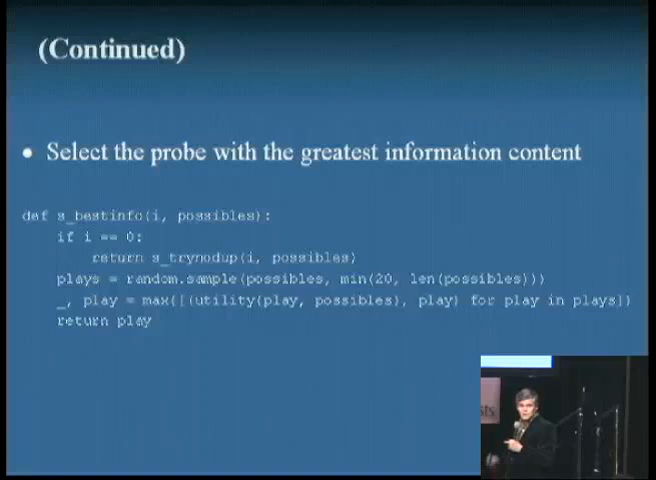 (Continued)
• Select the probe with the greatest information content
def s_bestinfo(i, possibles):
    if i == 0:
        return s_trynodup(i, possibles)
    plays = random.sample(possibles, min(20, len(possibles)))
    _, play = max([(utility(play, possibles), play) for play in plays])
    return play
sts